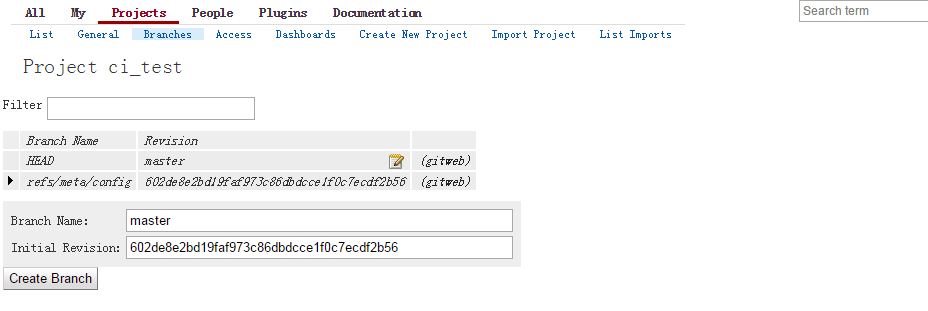 All My Projects People Plugins Documentation Search term
List General Branches Access Dashboards Create New Project Import Project List Imports
Project ci_test
Filter
Branch Name Revision
HEAD master (gitweb)
refs/meta/config 602de8e2bd19faf973c86dbdcce1f0c7ecdf2b56 (gitweb)
Branch Name: master
Initial Revision: 602de8e2bd19faf973c86dbdcce1f0c7ecdf2b56
Create Branch